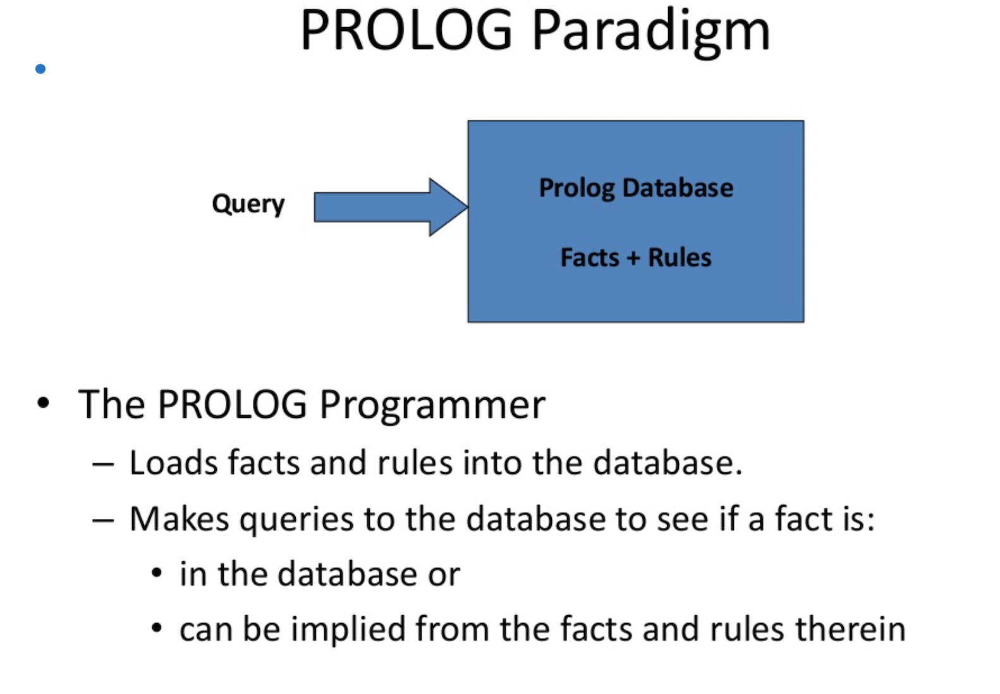 PROLOG Paradigm
•
Query
Prolog Database
Facts + Rules
• The PROLOG Programmer
– Loads facts and rules into the database.
– Makes queries to the database to see if a fact is:
• in the database or
• can be implied from the facts and rules therein